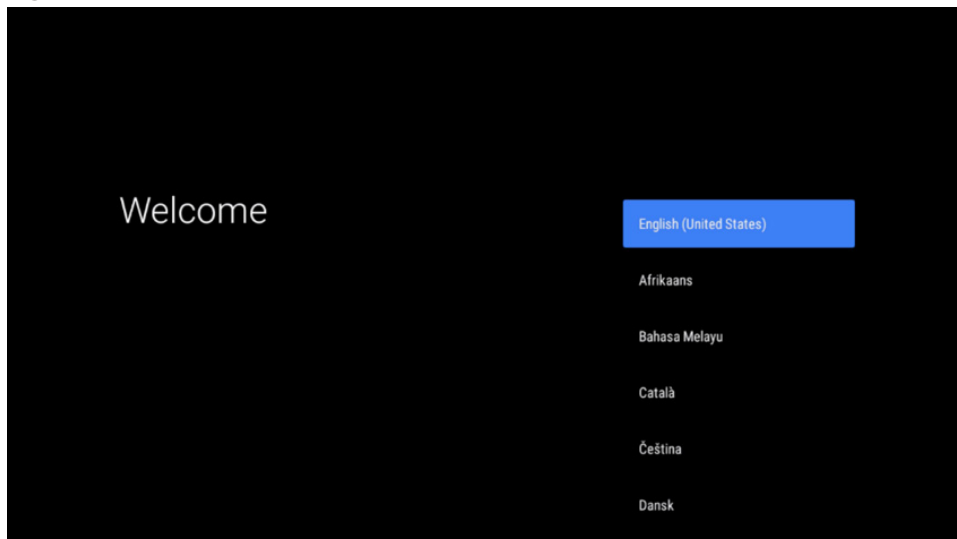 Welcome
English (United States)
Afrikaans
Bahasa Melayu
Català
Čeština
Dansk